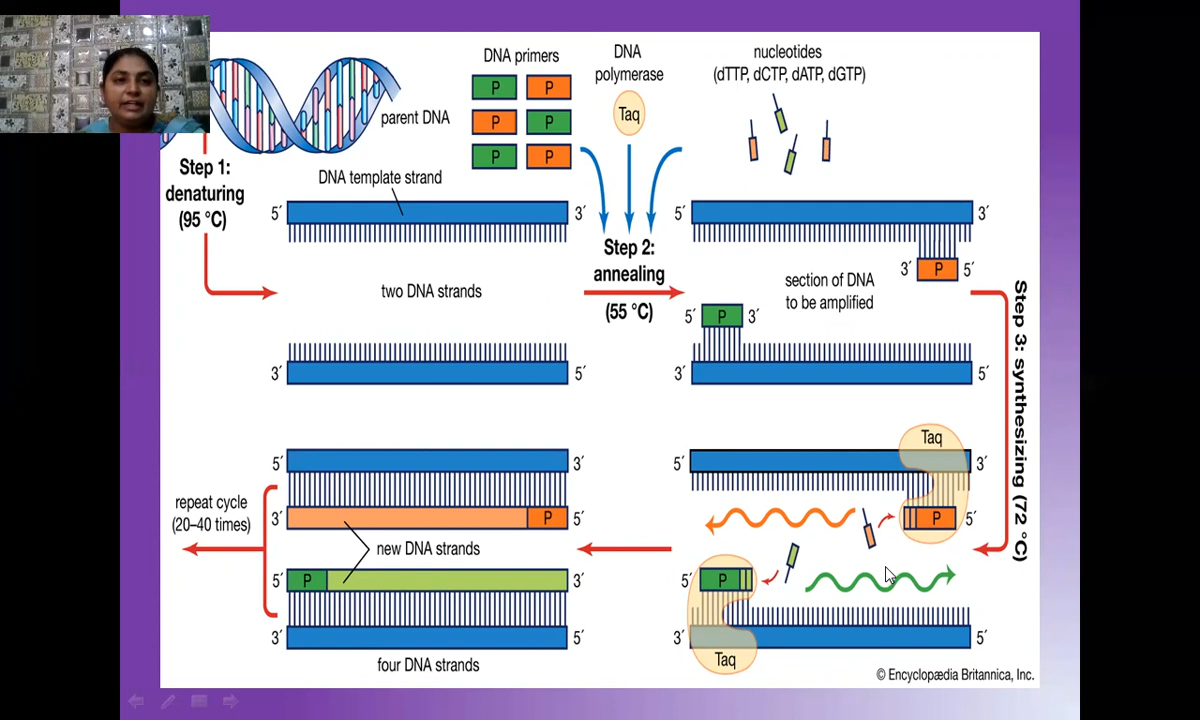 DNA primers
P P
P P
P P
DNA
polymerase
Taq
nucleotides
(dTTP, dCTP, dATP, dGTP)
parent DNA
Step 1:
denaturing
(95 °C)
DNA template strand
5′ 3′
two DNA strands
3′ 5′
Step 2:
annealing
(55 °C)
5′ 3′
3′ P 5′
section of DNA
to be amplified
5′ P 3′
3′ 5′
Step 3: synthesizing (72 °C)
Taq
5′ 3′
P 5′
5′ P
3′ 5′
Taq
5′ 3′
3′ P 5′
new DNA strands
5′ P 3′
3′ 5′
four DNA strands
repeat cycle
(20–40 times)
© Encyclopædia Britannica, Inc.